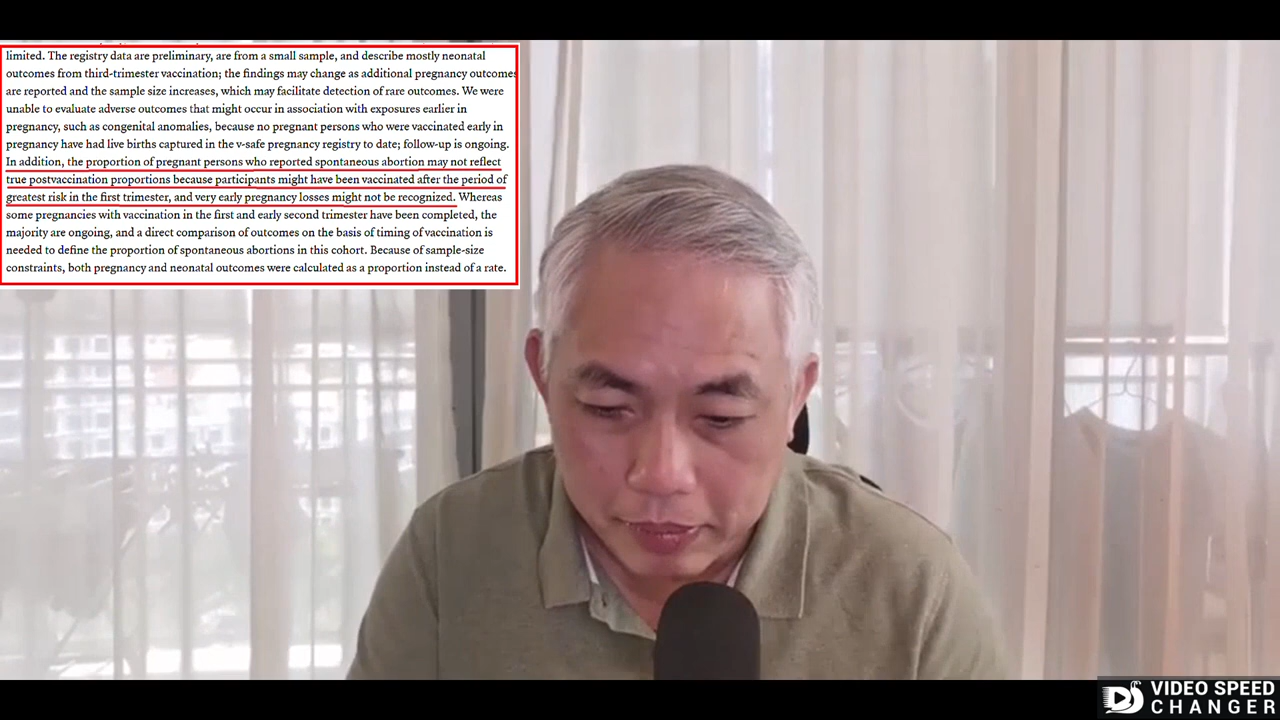 limited. The registry data are preliminary, are from a small sample, and describe mostly neonatal
outcomes from third-trimester vaccination; the findings may change as additional pregnancy outcomes
are reported and the sample size increases, which may facilitate detection of rare outcomes. We were
unable to evaluate adverse outcomes that might occur in association with exposures earlier in
pregnancy, such as congenital anomalies, because no pregnant persons who were vaccinated early in
pregnancy have had live births captured in the v-safe pregnancy registry to date; follow-up is ongoing.
In addition, the proportion of pregnant persons who reported spontaneous abortion may not reflect
true postvaccination proportions because participants might have been vaccinated after the period of
greatest risk in the first trimester, and very early pregnancy losses might not be recognized. Whereas
some pregnancies with vaccination in the first and early second trimester have been completed, the
majority are ongoing, and a direct comparison of outcomes on the basis of timing of vaccination is
needed to define the proportion of spontaneous abortions in this cohort. Because of sample-size
constraints, both pregnancy and neonatal outcomes were calculated as a proportion instead of a rate.
VIDEO SPEED
CHANGER